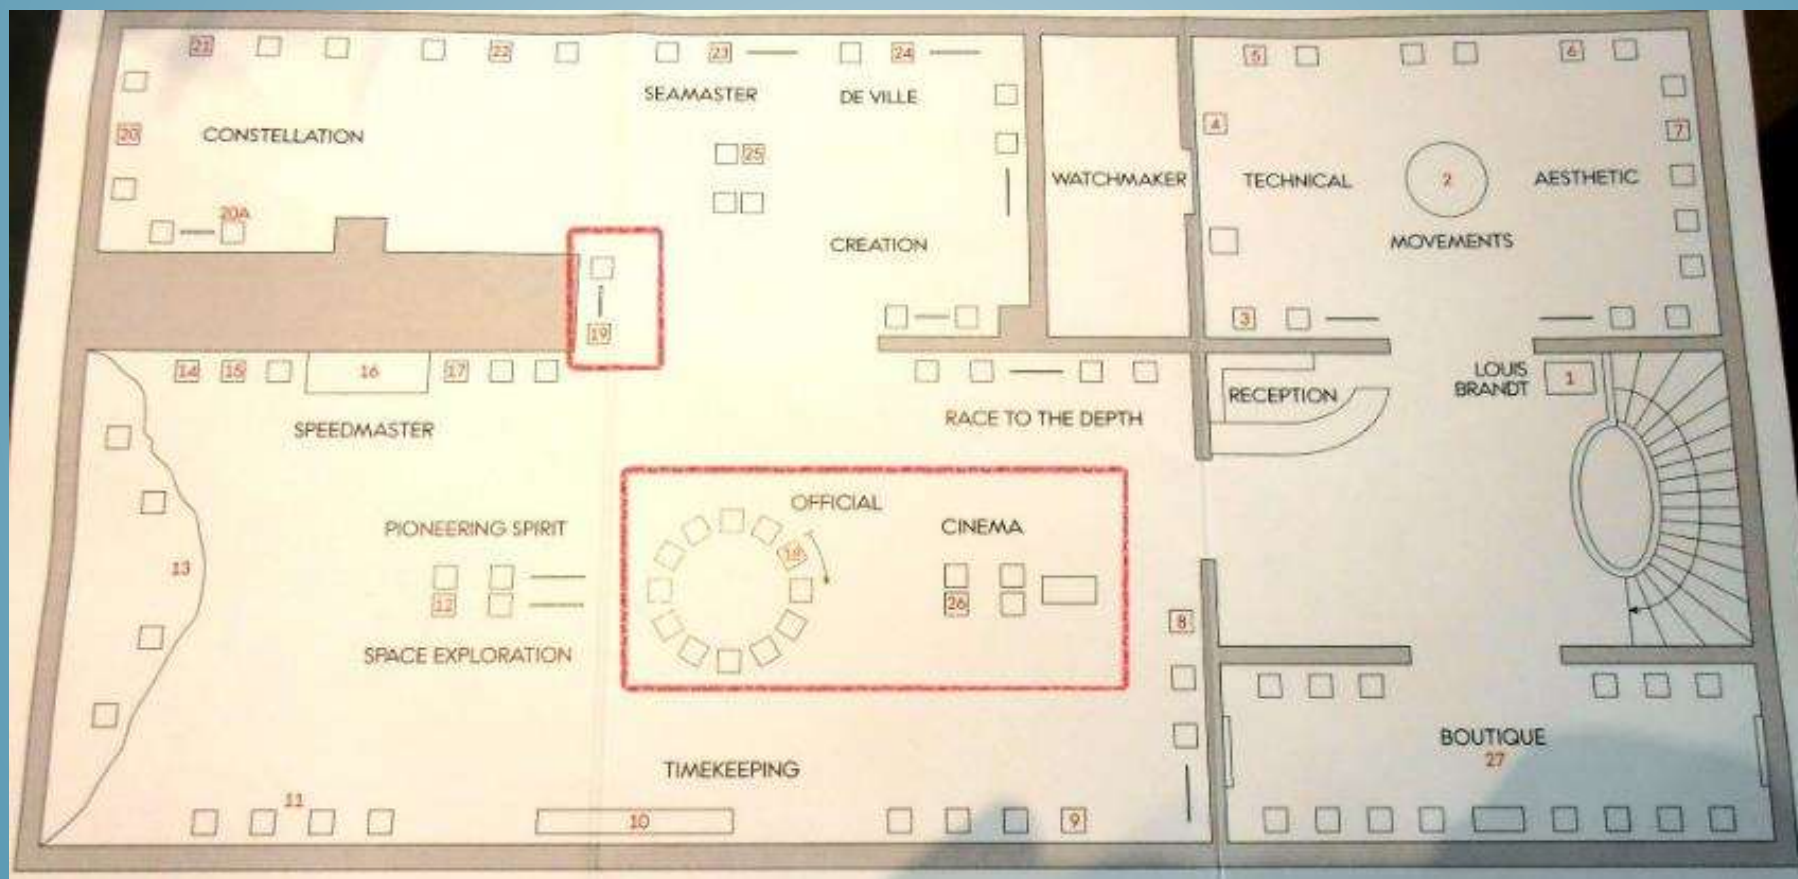 21
22
23
24
5
6
SEAMASTER
DE VILLE
20
CONSTELLATION
4
7
25
WATCHMAKER
TECHNICAL
2
AESTHETIC
20A
CREATION
MOVEMENTS
19
3
14
15
16
17
LOUIS
BRANDT
1
RECEPTION
SPEEDMASTER
RACE TO THE DEPTH
OFFICIAL
PIONEERING SPIRIT
CINEMA
18
13
12
26
8
SPACE EXPLORATION
BOUTIQUE
27
TIMEKEEPING
11
10
9